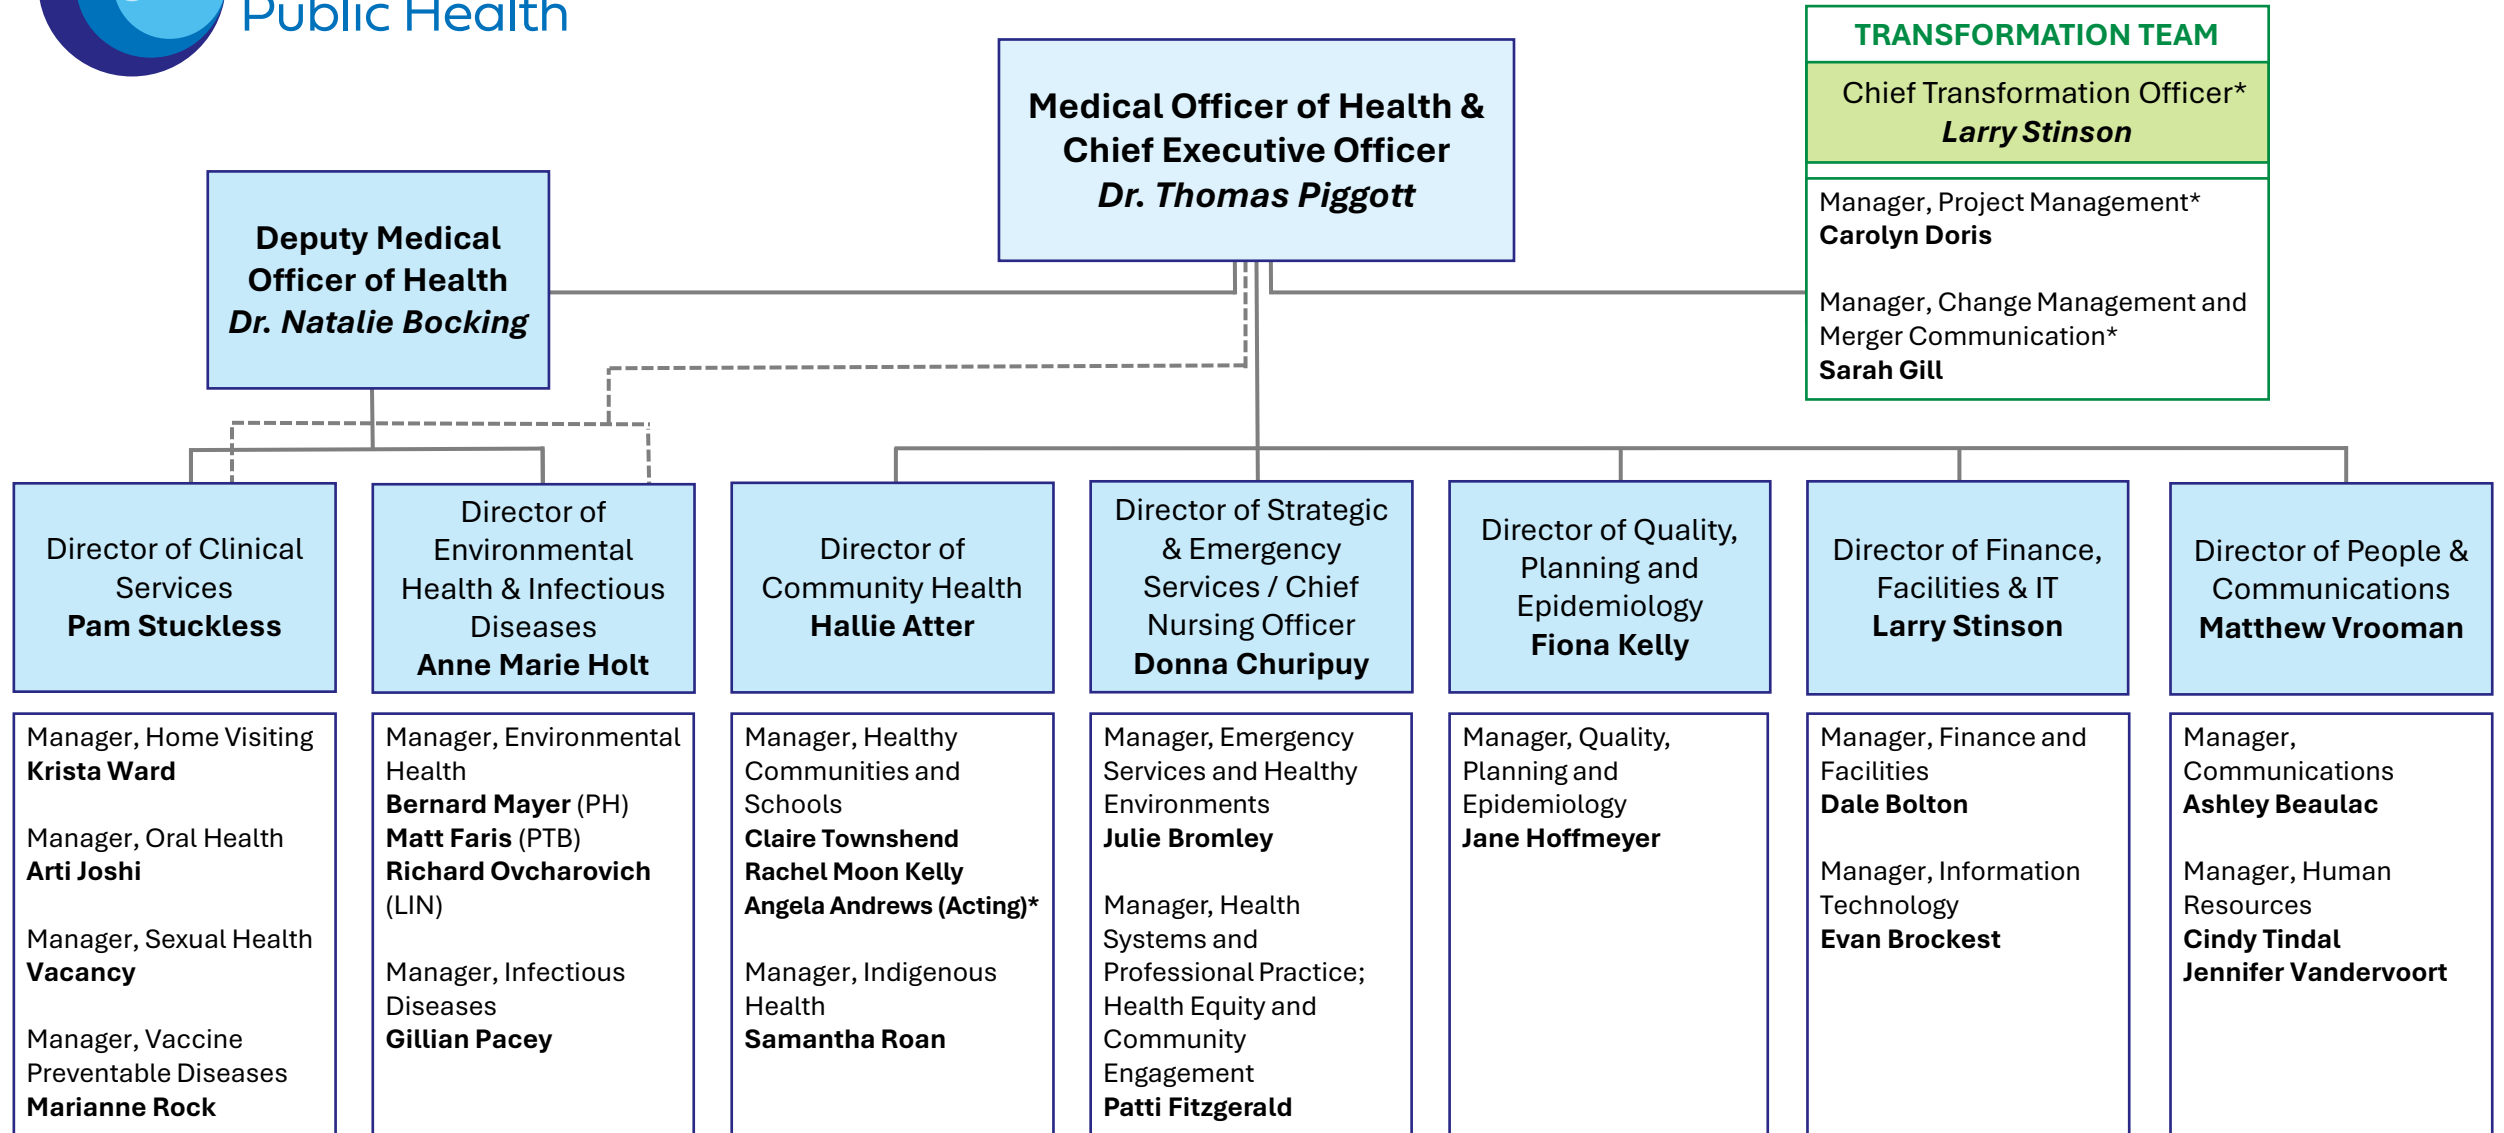 Public Health
TRANSFORMATION TEAM
Chief Transformation Officer*
Larry Stinson
Manager, Project Management*
Carolyn Doris
Manager, Change Management and
Merger Communication*
Sarah Gill
Medical Officer of Health &
Chief Executive Officer
Dr. Thomas Piggott
Deputy Medical
Officer of Health
Dr. Natalie Bocking
Director of Clinical
Services
Pam Stuckless
Director of
Environmental
Health & Infectious
Diseases
Anne Marie Holt
Director of
Community Health
Hallie Atter
Director of Strategic
& Emergency
Services / Chief
Nursing Officer
Donna Churipuy
Director of Quality,
Planning and
Epidemiology
Fiona Kelly
Director of Finance,
Facilities & IT
Larry Stinson
Director of People &
Communications
Matthew Vrooman
Manager, Home Visiting
Krista Ward
Manager, Oral Health
Arti Joshi
Manager, Sexual Health
Vacancy
Manager, Vaccine
Preventable Diseases
Marianne Rock
Manager, Environmental
Health
Bernard Mayer (PH)
Matt Faris (PTB)
Richard Ovcharovich
(LIN)
Manager, Infectious
Diseases
Gillian Pacey
Manager, Healthy
Communities and
Schools
Claire Townshend
Rachel Moon Kelly
Angela Andrews (Acting)*
Manager, Indigenous
Health
Samantha Roan
Manager, Emergency
Services and Healthy
Environments
Julie Bromley
Manager, Health
Systems and
Professional Practice;
Health Equity and
Community
Engagement
Patti Fitzgerald
Manager, Quality,
Planning and
Epidemiology
Jane Hoffmeyer
Manager, Finance and
Facilities
Dale Bolton
Manager, Information
Technology
Evan Brockest
Manager,
Communications
Ashley Beaulac
Manager, Human
Resources
Cindy Tindal
Jennifer Vandervoort